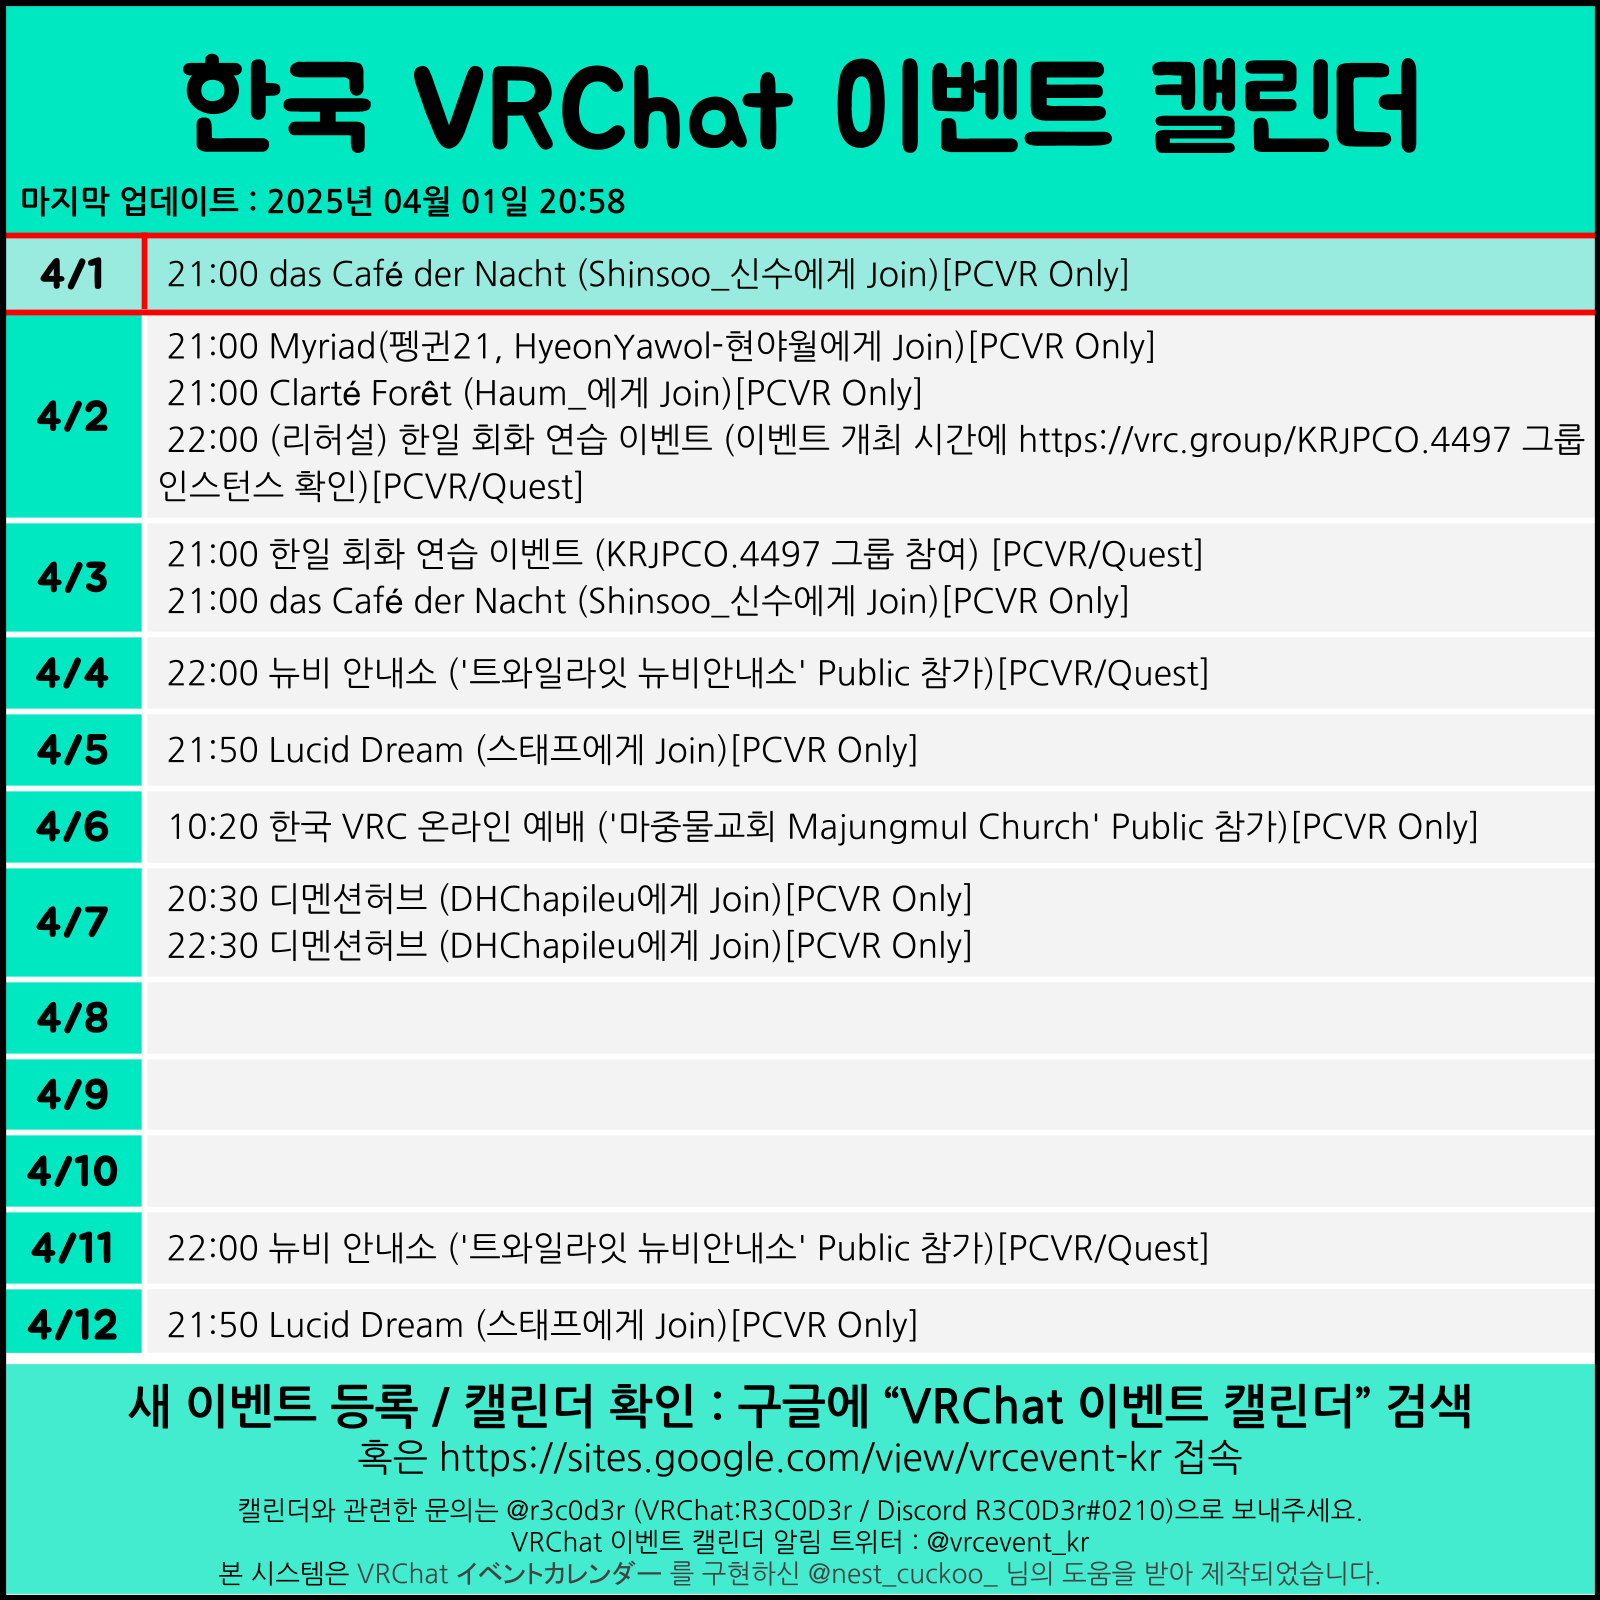 한국 VRChat 이벤트 캘린더
마지막 업데이트 : 2025년 04월 01일 20:58
4/1
21:00 das Café der Nacht (Shinsoo_신수에게 Join)[PCVR Only]
4/2
21:00 Myriad(펭귄21, HyeonYawol-현야월에게 Join)[PCVR Only]
21:00 Clarté Forêt (Haum_에게 Join)[PCVR Only]
22:00 (리허설) 한일 회화 연습 이벤트 (이벤트 개최 시간에 https://vrc.group/KRJPCO.4497 그룹
인스턴스 확인)[PCVR/Quest]
4/3
21:00 한일 회화 연습 이벤트 (KRJPCO.4497 그룹 참여) [PCVR/Quest]
21:00 das Café der Nacht (Shinsoo_신수에게 Join)[PCVR Only]
4/4
22:00 뉴비 안내소 ('트와일라잇 뉴비안내소' Public 참가)[PCVR/Quest]
4/5
21:50 Lucid Dream (스태프에게 Join)[PCVR Only]
4/6
10:20 한국 VRC 온라인 예배 ('마중물교회 Majungmul Church' Public 참가)[PCVR Only]
4/7
20:30 디멘션허브 (DHChapileu에게 Join)[PCVR Only]
22:30 디멘션허브 (DHChapileu에게 Join)[PCVR Only]
4/8
4/9
4/10
4/11
22:00 뉴비 안내소 ('트와일라잇 뉴비안내소' Public 참가)[PCVR/Quest]
4/12
21:50 Lucid Dream (스태프에게 Join)[PCVR Only]
새 이벤트 등록 / 캘린더 확인 : 구글에 “VRChat 이벤트 캘린더” 검색
혹은 https://sites.google.com/view/vrcevent-kr 접속
캘린더와 관련한 문의는 @r3c0d3r (VRChat:R3C0D3r / Discord R3C0D3r#0210)으로 보내주세요.
VRChat 이벤트 캘린더 알림 트위터 : @vrcevent_kr
본 시스템은 VRChat イベントカレンダー 를 구현하신 @nest_cuckoo_ 님의 도움을 받아 제작되었습니다.